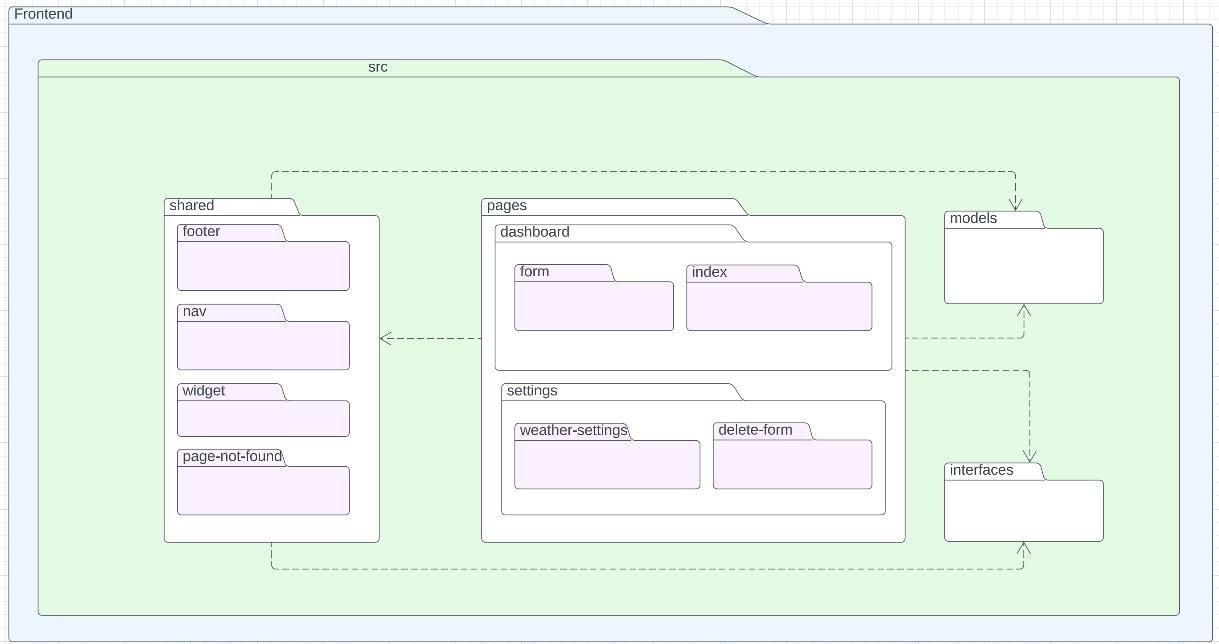 Frontend
src
shared
footer
nav
widget
page-not-found
pages
dashboard
form
index
settings
weather-settings
delete-form
models
interfaces